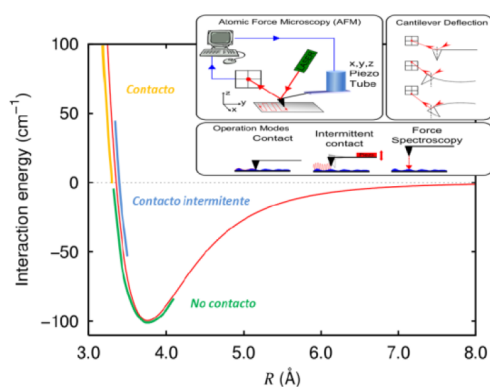 Atomic Force Microscopy (AFM)
x,y,z
Piezo
Tube
z
y
x
Cantilever Deflection
Operation Modes
Contact
Intermittent
contact
Force
Spectroscopy
Interaction energy (cm⁻¹)
100
50
0
−50
−100
Contacto
Contacto intermitente
No contacto
3.0 4.0 5.0 6.0 7.0 8.0
R (Å)